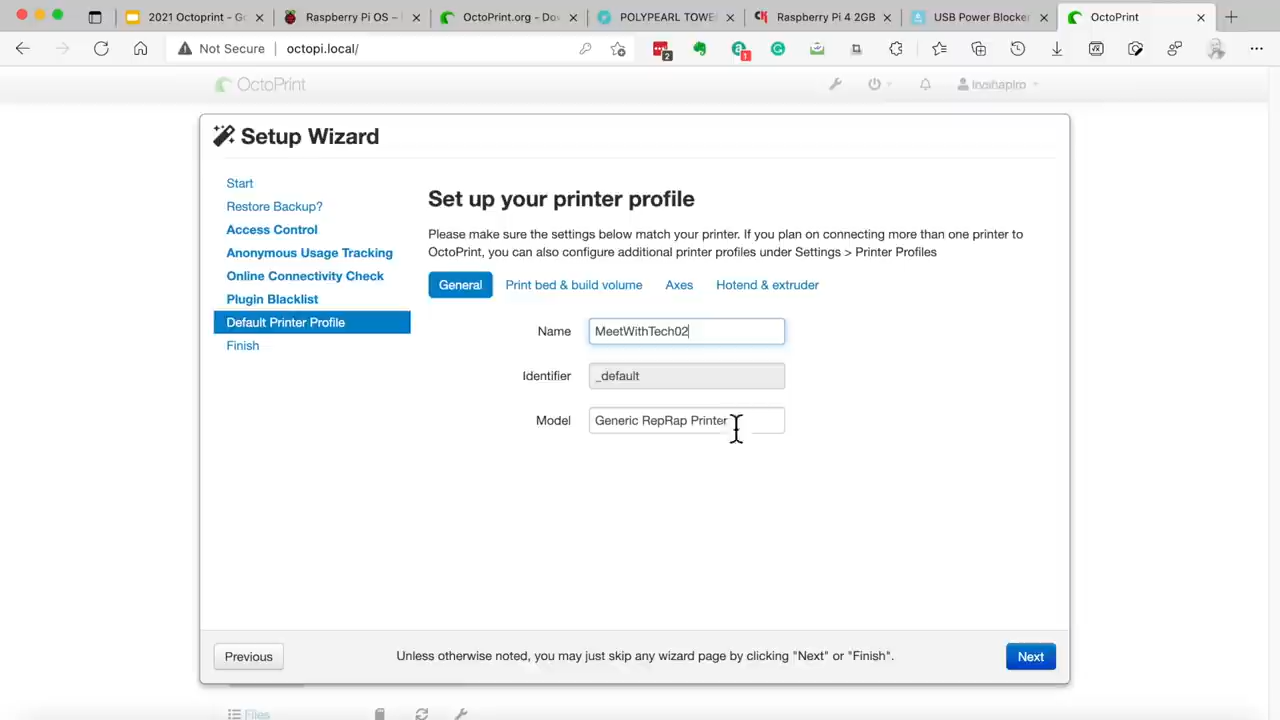 2021 Octoprint - Go
Raspberry Pi OS –
OctoPrint.org - Do
POLYPEARL TOWE
Raspberry Pi 4 2GB
USB Power Blocker
OctoPrint
Not Secure | octopi.local/
2
1
OctoPrint
Setup Wizard
Start
Restore Backup?
Access Control
Anonymous Usage Tracking
Online Connectivity Check
Plugin Blacklist
Default Printer Profile
Finish
Set up your printer profile
Please make sure the settings below match your printer. If you plan on connecting more than one printer to
OctoPrint, you can also configure additional printer profiles under Settings > Printer Profiles
General Print bed & build volume Axes Hotend & extruder
Name MeetWithTech02
Identifier _default
Model Generic RepRap Printer
Previous
Unless otherwise noted, you may just skip any wizard page by clicking "Next" or "Finish".
Next
Files